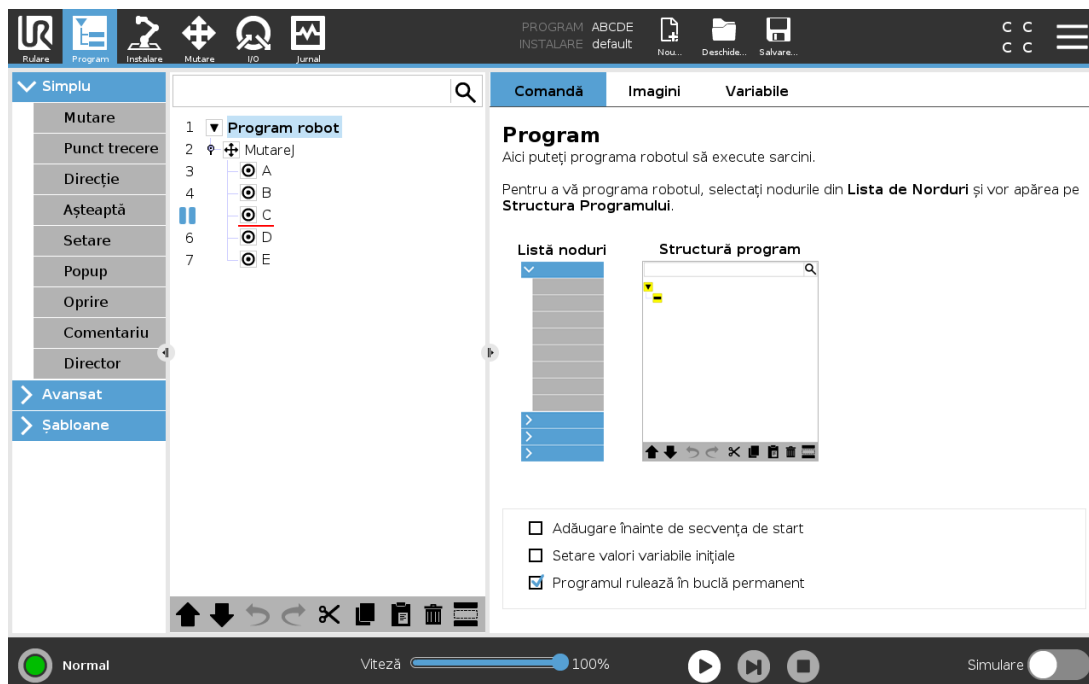 UR
PROGRAM ABCDE
INSTALARE default
C C
C C
Rulare Program Instalare Mutare I/O Jurnal Nou... Deschide... Salvare...
Simplu
Mutare
Punct trecere
Direcție
Așteaptă
Setare
Popup
Oprire
Comentariu
Director
Avansat
Șabloane
1 Program robot
2 MutareJ
3 A
4 B
C
6 D
7 E
Comandă Imagini Variabile
Program
Aici puteți programa robotul să execute sarcini.
Pentru a vă programa robotul, selectați nodurile din Lista de Norduri și vor apărea pe
Structura Programului.
Listă noduri Structură program
Adăugare înainte de secvența de start
Setare valori variabile inițiale
Programul rulează în buclă permanent
Normal Viteză 100% Simulare